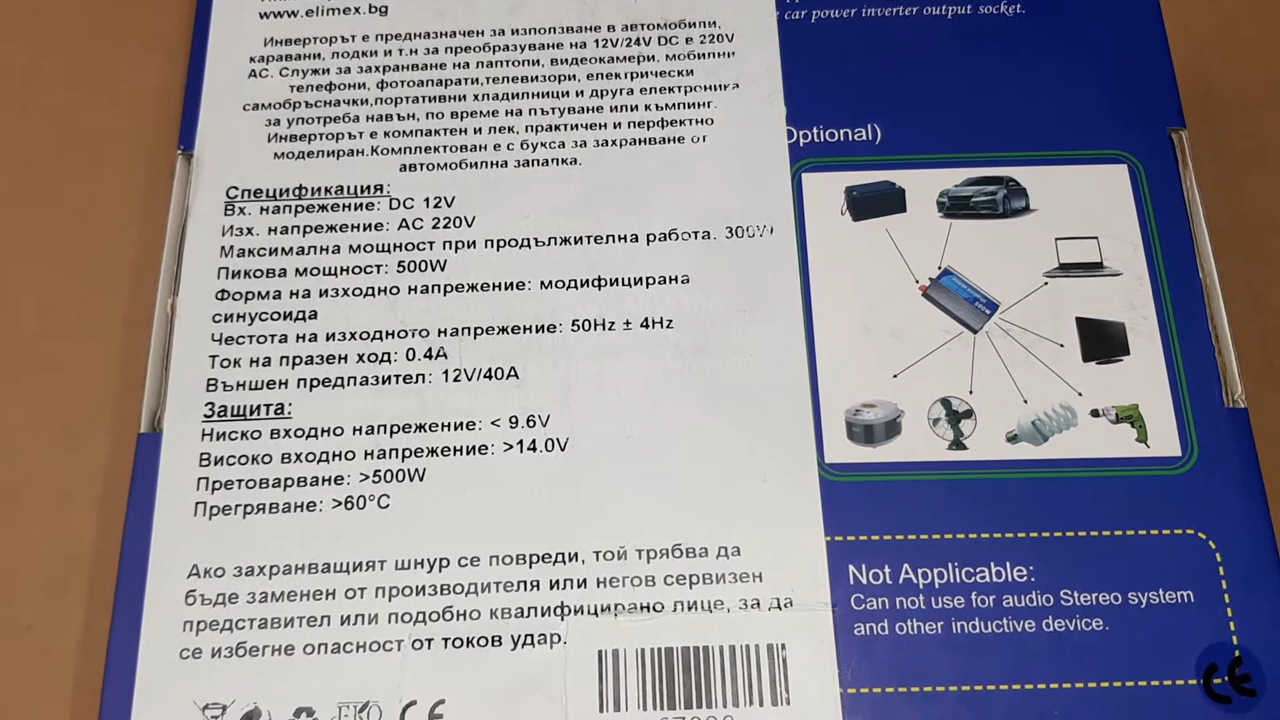 www.elimex.bg
Инверторът е предназначен за използване в автомобили,
каравани, лодки и т.н за преобразуване на 12V/24V DC в 220V
AC. Служи за захранване на лаптопи, видеокамери, мобилни
телефони, фотоапарати,телевизори, електрически
самобръсначки,портативни хладилници и друга електроника
за употреба навън, по време на пътуване или къмпинг.
Инверторът е компактен и лек, практичен и перфектно
моделиран.Комплектован е с букса за захранване от
автомобилна запалка.
Спецификация:
Вх. напрежение: DC 12V
Изх. напрежение: AC 220V
Максимална мощност при продължителна работа. 300W
Пикова мощност: 500W
Форма на изходно напрежение: модифицирана
синусоида
Честота на изходното напрежение: 50Hz ± 4Hz
Ток на празен ход: 0.4A
Външен предпазител: 12V/40A
Защита:
Ниско входно напрежение: < 9.6V
Високо входно напрежение: >14.0V
Претоварване: >500W
Прегряване: >60°C
Ако захранващият шнур се повреди, той трябва да
бъде заменен от производителя или негов сервизен
представител или подобно квалифицирано лице, за да
се избегне опасност от токов удар.
EKO CE
car power inverter output socket.
Optional)
500W
Not Applicable:
Can not use for audio Stereo system
and other inductive device.
CE